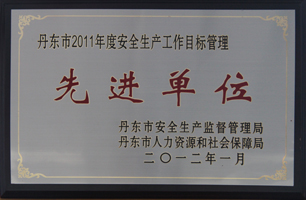 丹东市2011年度安全生产工作目标管理
先进单位
丹东市安全生产监督管理局
丹东市人力资源和社会保障局
二〇一二年一月